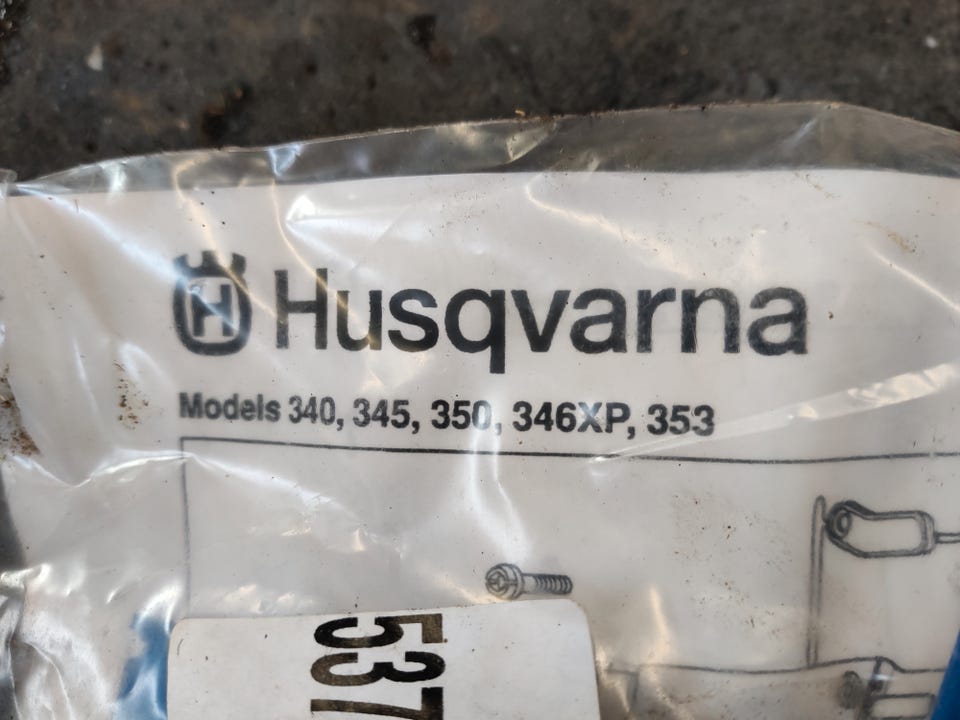 Husqvarna
Models 340, 345, 350, 346XP, 353
537